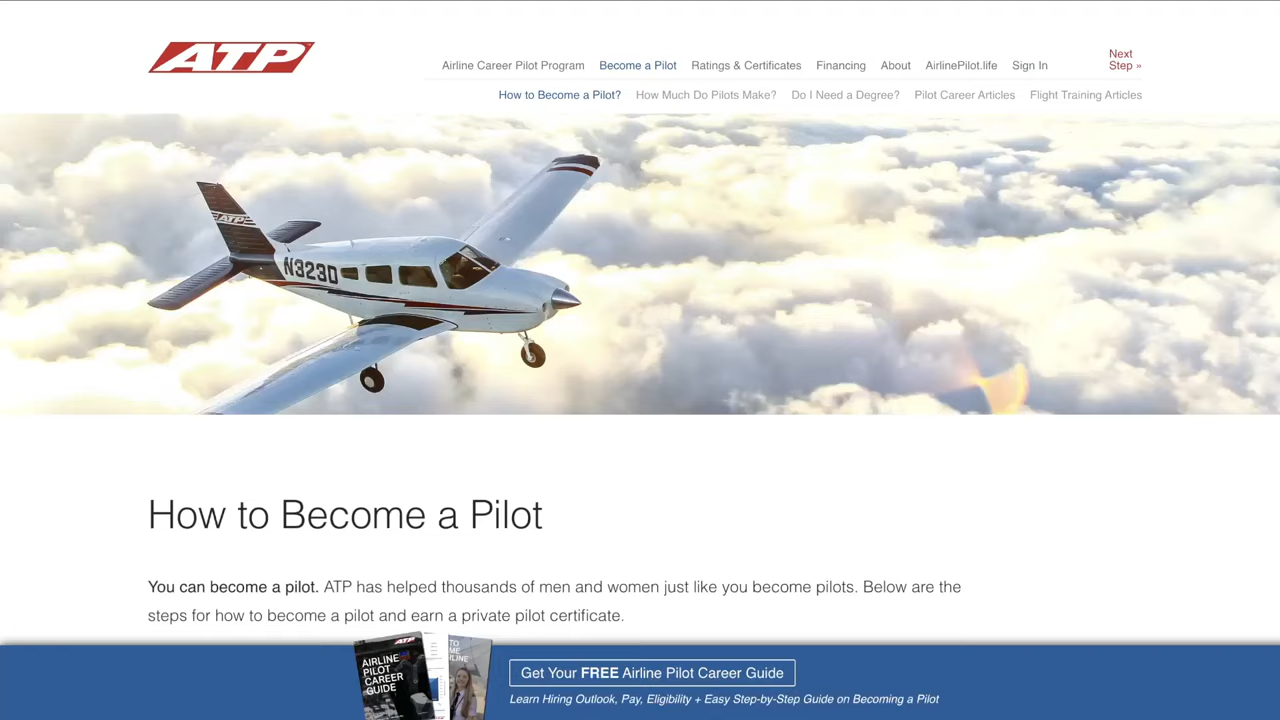 ATP
Next
Step »
Airline Career Pilot Program Become a Pilot Ratings & Certificates Financing About AirlinePilot.life Sign In
How to Become a Pilot? How Much Do Pilots Make? Do I Need a Degree? Pilot Career Articles Flight Training Articles
ATP
N323D
How to Become a Pilot
You can become a pilot. ATP has helped thousands of men and women just like you become pilots. Below are the
steps for how to become a pilot and earn a private pilot certificate.
ATP
AIRLINE
PILOT
CAREER
GUIDE
Get Your FREE Airline Pilot Career Guide
Learn Hiring Outlook, Pay, Eligibility + Easy Step-by-Step Guide on Becoming a Pilot